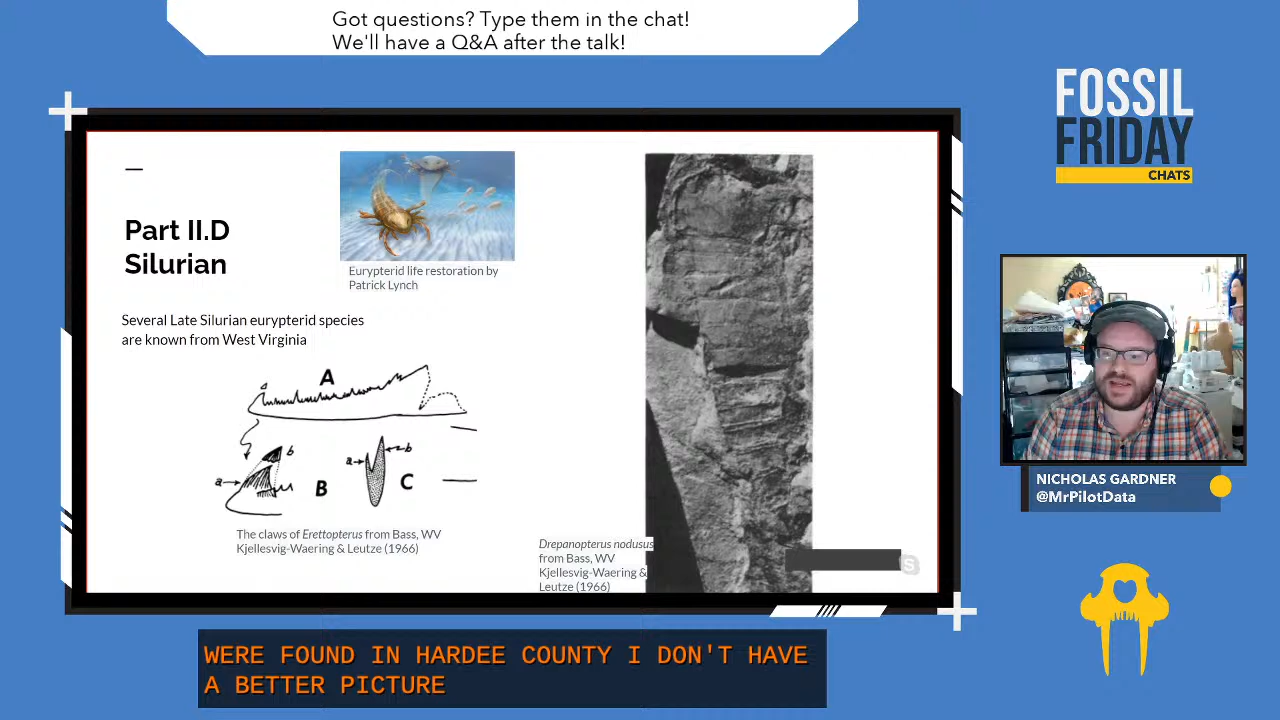 Got questions? Type them in the chat!
We'll have a Q&A after the talk!
FOSSIL
FRIDAY
CHATS
Part II.D
Silurian
Eurypterid life restoration by
Patrick Lynch
Several Late Silurian eurypterid species
are known from West Virginia
A
a
b
a
B
a
b
C
The claws of Erettopterus from Bass, WV
Kjellesvig-Waering & Leutze (1966)
Drepanopterus nodusus
from Bass, WV
Kjellesvig-Waering &
Leutze (1966)
S
NICHOLAS GARDNER
@MrPilotData
WERE FOUND IN HARDEE COUNTY I DON'T HAVE
A BETTER PICTURE